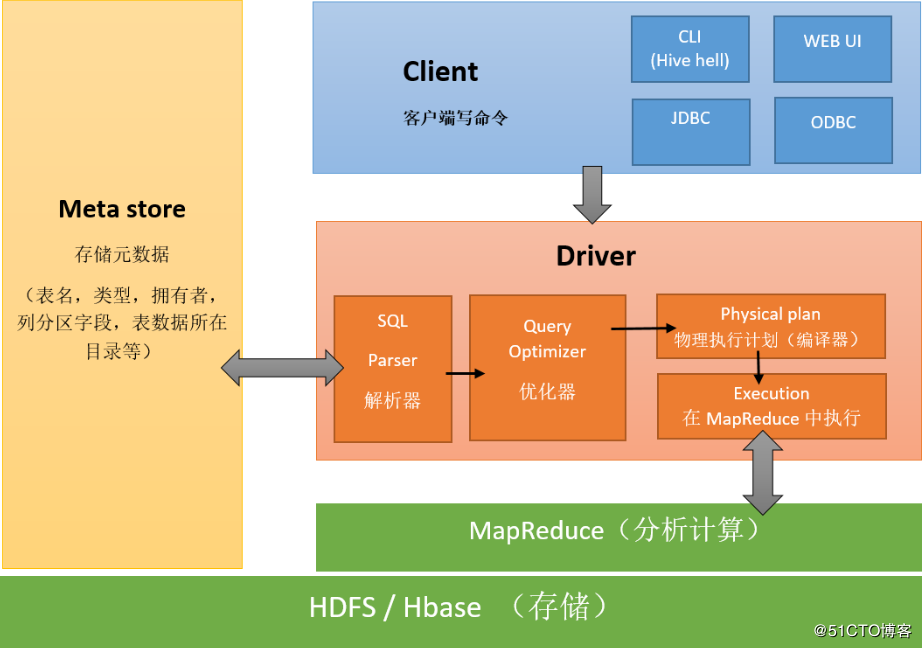 Client
客户端写命令
CLI
(Hive hell)
WEB UI
JDBC
ODBC
Meta store
存储元数据
（表名，类型，拥有者，
列分区字段，表数据所在
目录等）
Driver
SQL
Parser
解析器
Query
Optimizer
优化器
Physical plan
物理执行计划（编译器）
Execution
在 MapReduce 中执行
MapReduce（分析计算）
HDFS / Hbase （存储）
@51CTO博客